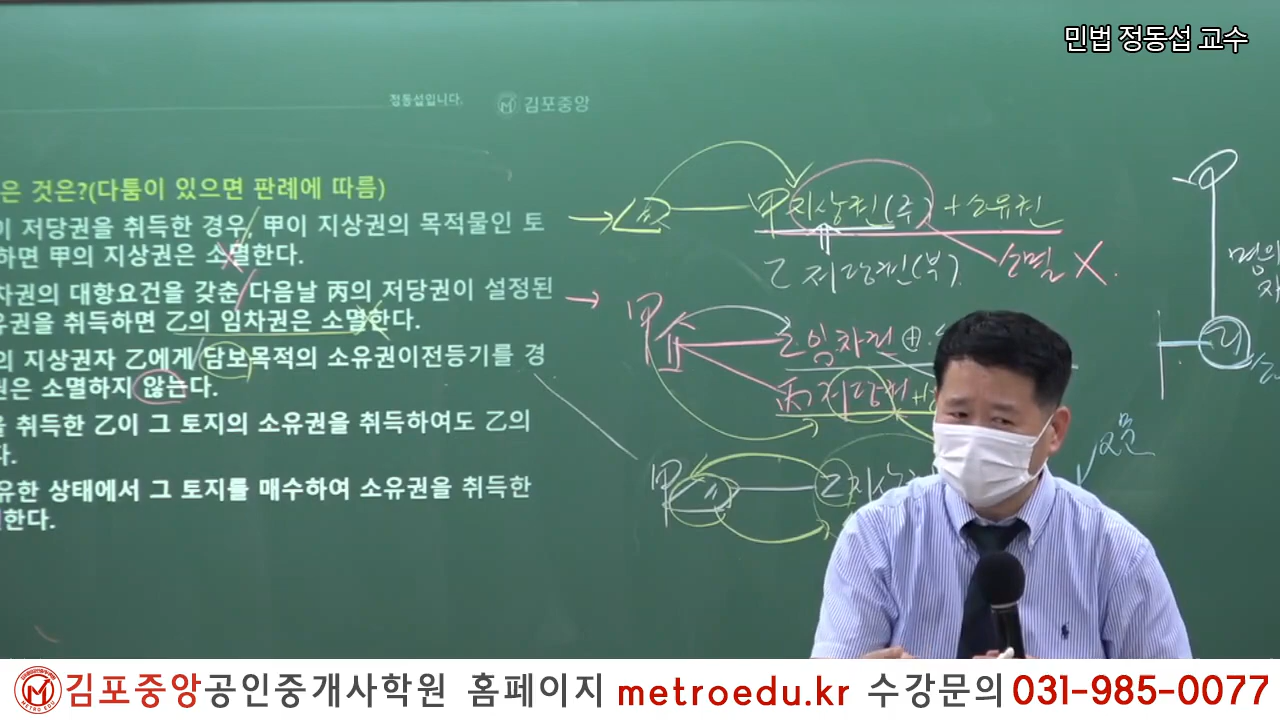 민법 정동섭 교수
정동섭입니다. 김포중앙
은 것은?(다툼이 있으면 판례에 따름)
이 저당권을 취득한 경우, 甲이 지상권의 목적물인 토
하면 甲의 지상권은 소멸한다.
차권의 대항요건을 갖춘 다음날 丙의 저당권이 설정된
유권을 취득하면 乙의 임차권은 소멸한다.
의 지상권자 乙에게 담보목적의 소유권이전등기를 경
은 소멸하지 않는다.
취득한 乙이 그 토지의 소유권을 취득하여도 乙의
다.
유한 상태에서 그 토지를 매수하여 소유권을 취득한
한다.
甲 지상권(주)+소유권
乙 저당권(부)
소멸 X.
甲
乙 임차권 ⊕
丙 저당권
甲
乙 지상
명의
자
김포중앙공인중개사학원 홈페이지 metroedu.kr 수강문의 031-985-0077
METRO EDU